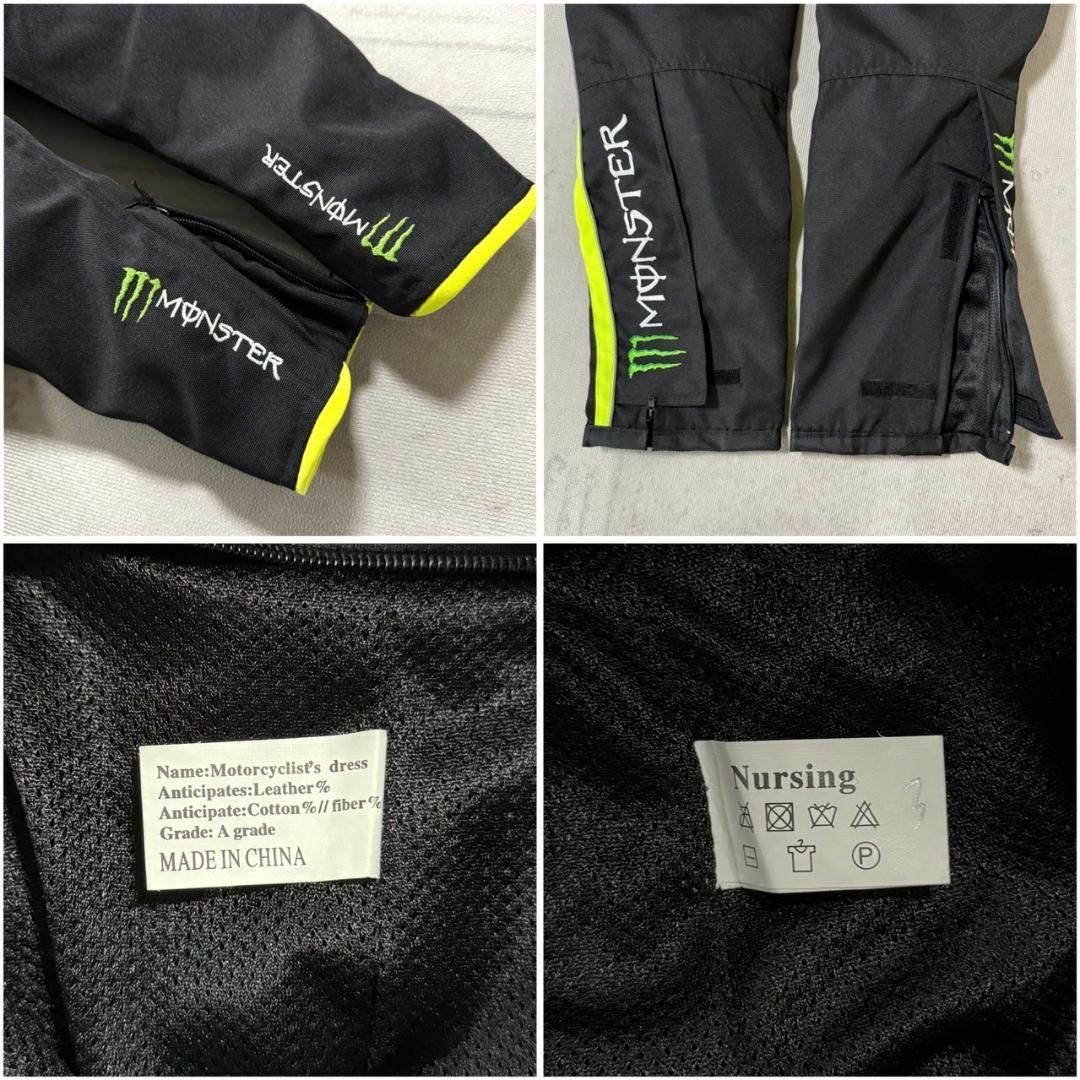 MONSTER
MONSTER
MONSTER
Name:Motorcyclist's dress
Anticipates:Leather%
Anticipate:Cotton%// fiber%
Grade: A grade
MADE IN CHINA
Nursing
P